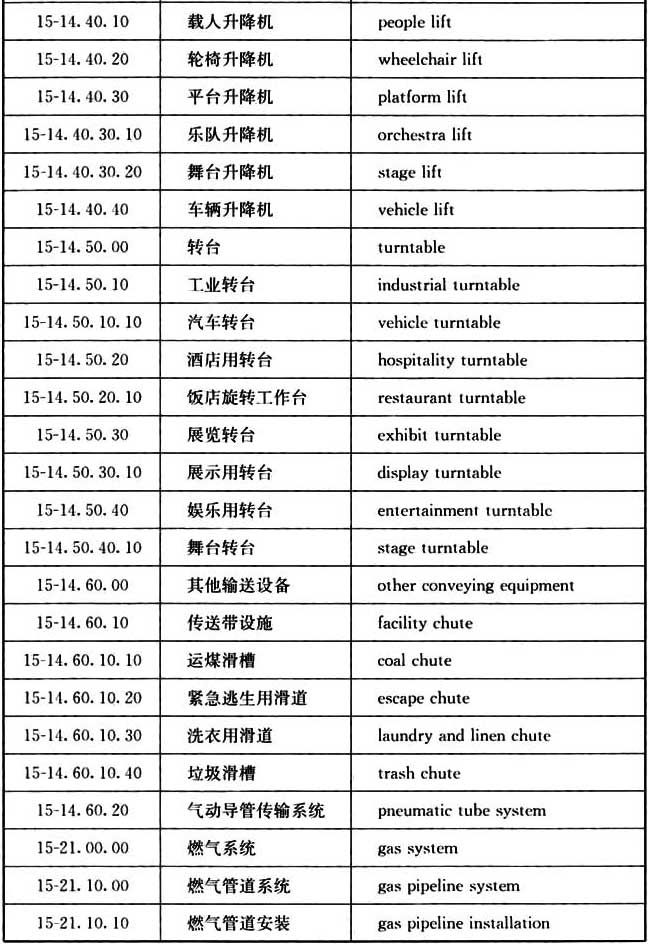 15-14.40.10 载人升降机 people lift
15-14.40.20 轮椅升降机 wheelchair lift
15-14.40.30 平台升降机 platform lift
15-14.40.30.10 乐队升降机 orchestra lift
15-14.40.30.20 舞台升降机 stage lift
15-14.40.40 车辆升降机 vehicle lift
15-14.50.00 转台 turntable
15-14.50.10 工业转台 industrial turntable
15-14.50.10.10 汽车转台 vehicle turntable
15-14.50.20 酒店用转台 hospitality turntable
15-14.50.20.10 饭店旋转工作台 restaurant turntable
15-14.50.30 展览转台 exhibit turntable
15-14.50.30.10 展示用转台 display turntable
15-14.50.40 娱乐用转台 entertainment turntable
15-14.50.40.10 舞台转台 stage turntable
15-14.60.00 其他输送设备 other conveying equipment
15-14.60.10 传送带设施 facility chute
15-14.60.10.10 运煤滑槽 coal chute
15-14.60.10.20 紧急逃生用滑道 escape chute
15-14.60.10.30 洗衣用滑道 laundry and linen chute
15-14.60.10.40 垃圾滑槽 trash chute
15-14.60.20 气动导管传输系统 pneumatic tube system
15-21.00.00 燃气系统 gas system
15-21.10.00 燃气管道系统 gas pipeline system
15-21.10.10 燃气管道安装 gas pipeline installation